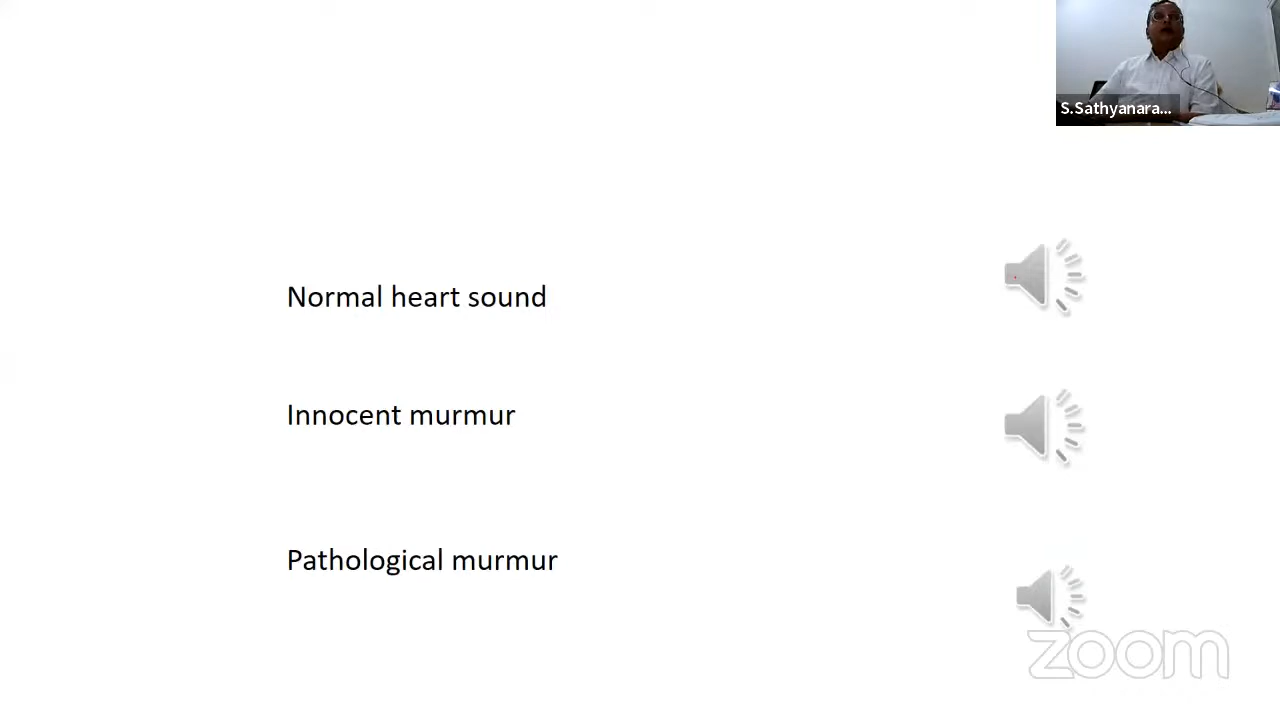 S.Sathyanara...
Normal heart sound
Innocent murmur
Pathological murmur
zoom